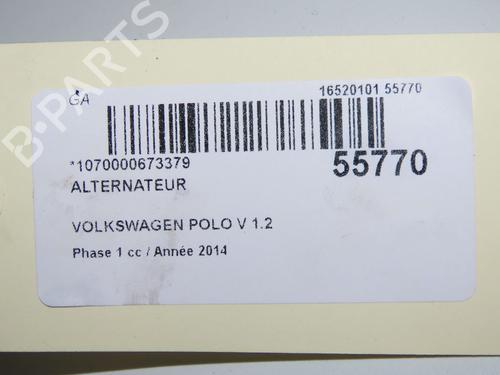 GA
16520101 55770
*1070000673379
55770
ALTERNATEUR
VOLKSWAGEN POLO V 1.2
Phase 1 cc / Année 2014
B-PARTS